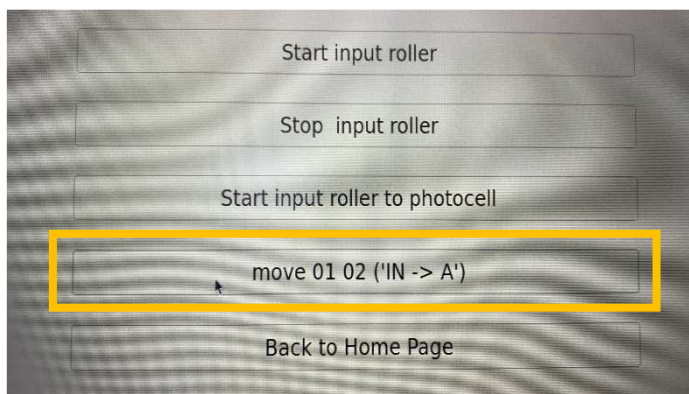 Start input roller
Stop  input roller
Start input roller to photocell
move 01 02 ('IN -> A')
Back to Home Page